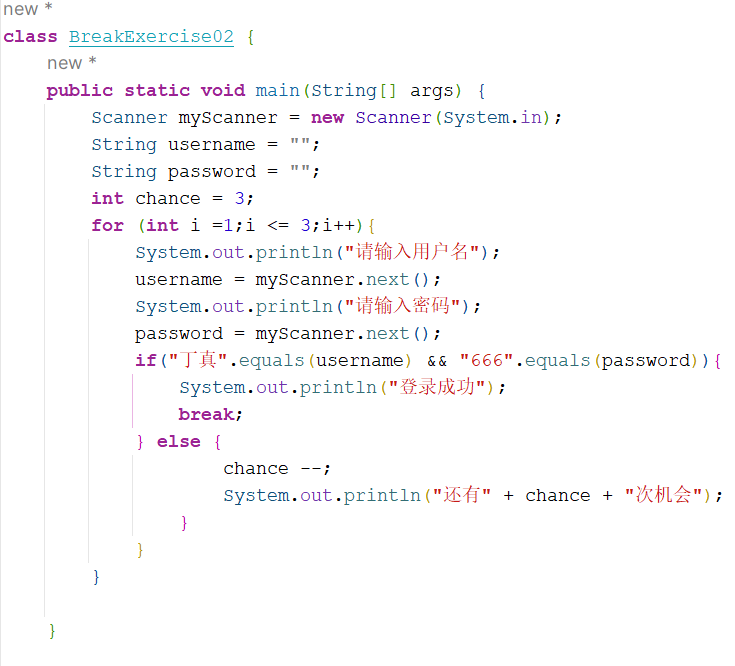 new *
class BreakExercise02 {
new *
public static void main(String[] args) {
Scanner myScanner = new Scanner(System.in);
String username = "";
String password = "";
int chance = 3;
for (int i =1;i <= 3;i++){
System.out.println("请输入用户名");
username = myScanner.next();
System.out.println("请输入密码");
password = myScanner.next();
if("丁真".equals(username) && "666".equals(password)){
System.out.println("登录成功");
break;
} else {
chance --;
System.out.println("还有" + chance + "次机会");
}
}
}
}